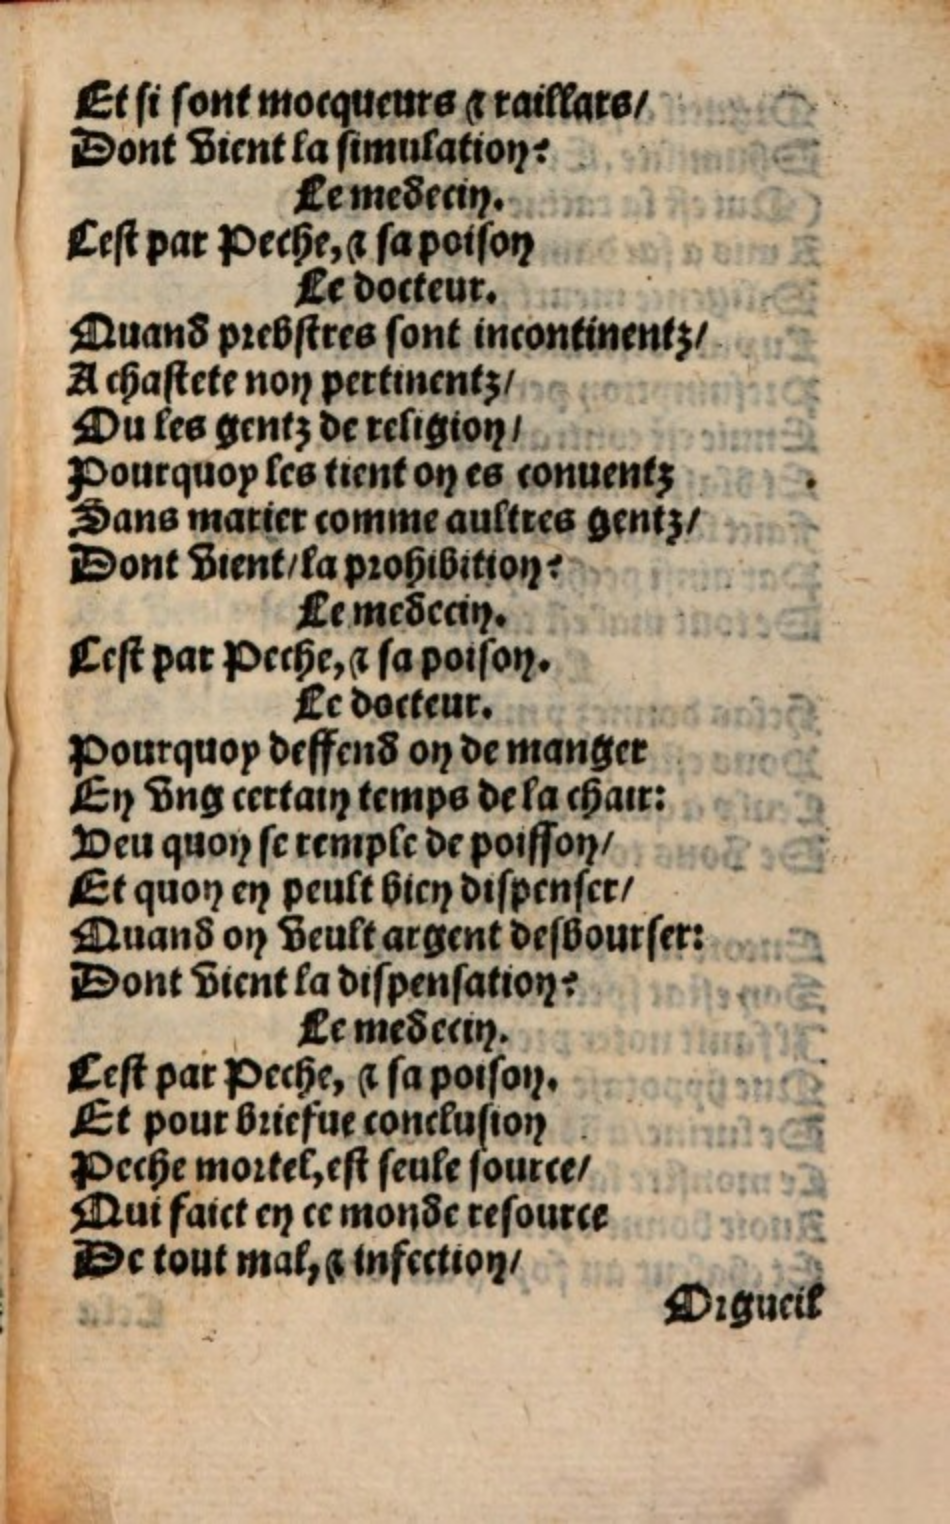 Et si sont mocqueurs & raillars/
Dont vient la simulation?
Le medecin.
Cest par Peche, & sa poison
Le docteur.
Quand prebstres sont incontinentz/
A chastete non pertinentz/
Ou les gentz de religion/
Pourquoy les tient on es conuentz
Sans marier comme aultres gentz/
Dont vient/la prohibition?
Le medecin.
Cest par Peche, & sa poison.
Le docteur.
Pourquoy deffend on de manger
En vng certain temps de la chair:
Veu quon se remple de poisson/
Et quon en peult bien dispenser/
Quand on veult argent desbourser:
Dont vient la dispensation?
Le medecin.
Cest par Peche, & sa poison.
Et pour briefue conclusion
Peche mortel, est seule source/
Qui faict en ce monde resource
De tout mal, & infection/
Orgueil